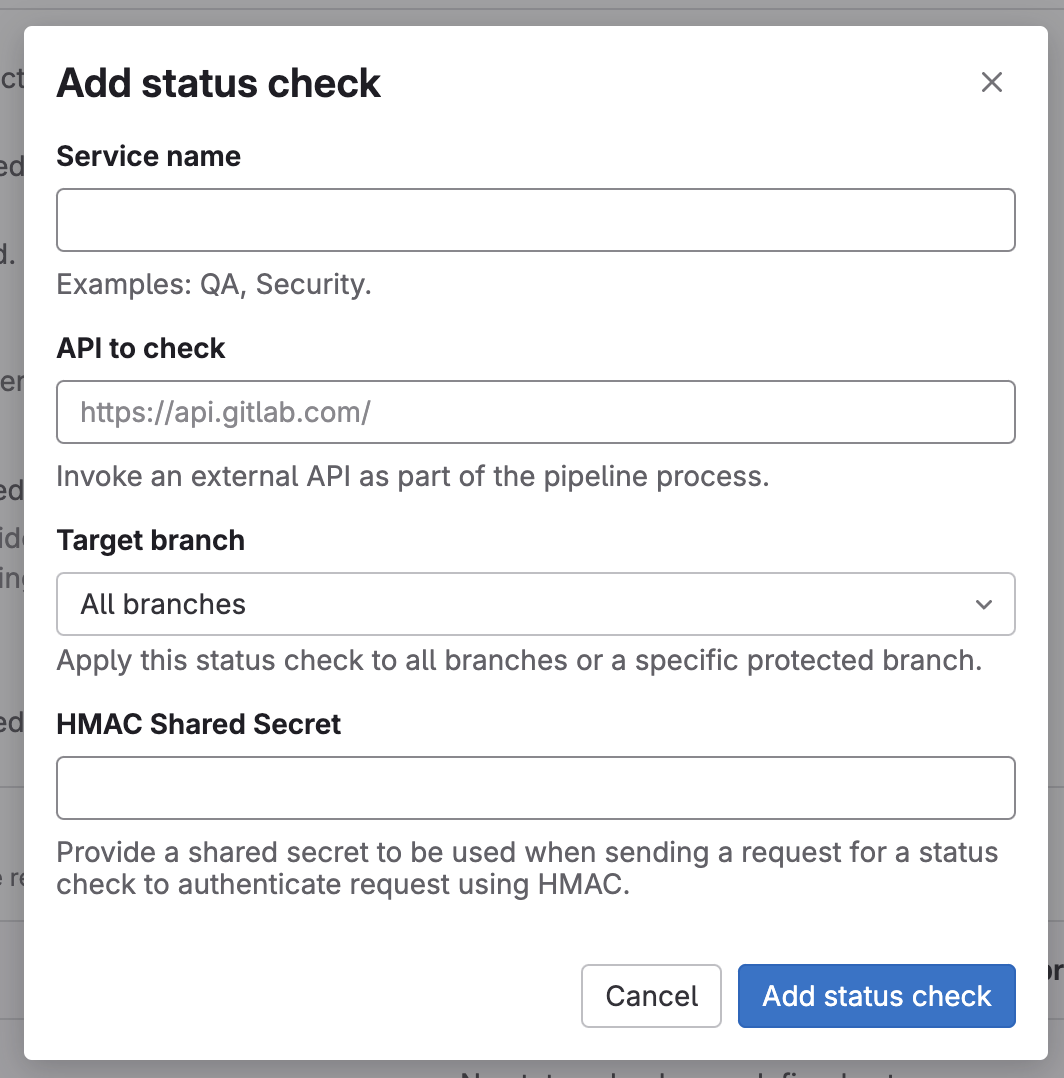 Add status check
Service name
Examples: QA, Security.
API to check
https://api.gitlab.com/
Invoke an external API as part of the pipeline process.
Target branch
All branches
Apply this status check to all branches or a specific protected branch.
HMAC Shared Secret
Provide a shared secret to be used when sending a request for a status
check to authenticate request using HMAC.
Cancel
Add status check